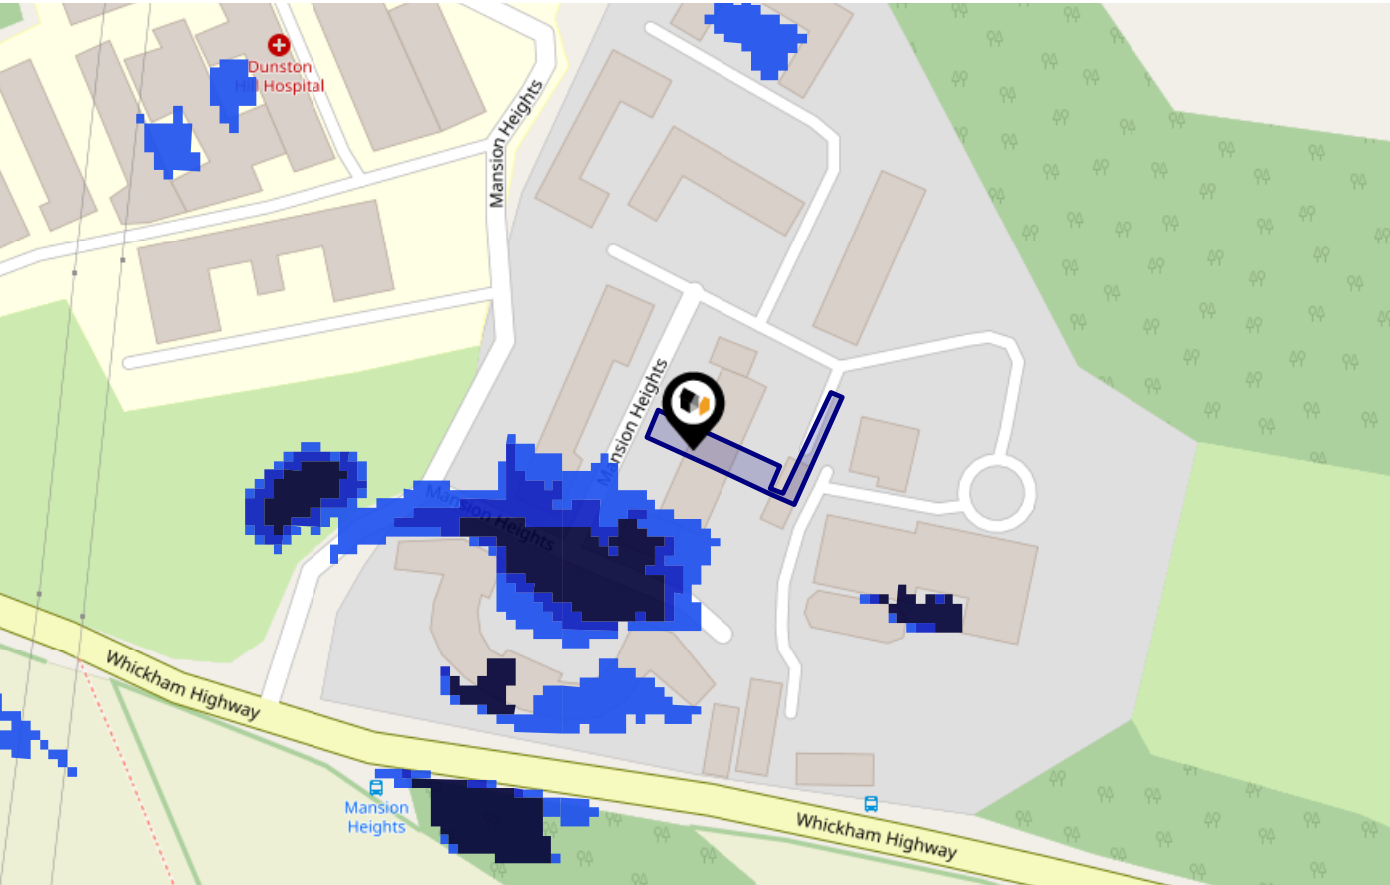 Dunston
Hill Hospital
Mansion Heights
Mansion Heights
Mansion Heights
Whickham Highway
Mansion
Heights
Whickham Highway